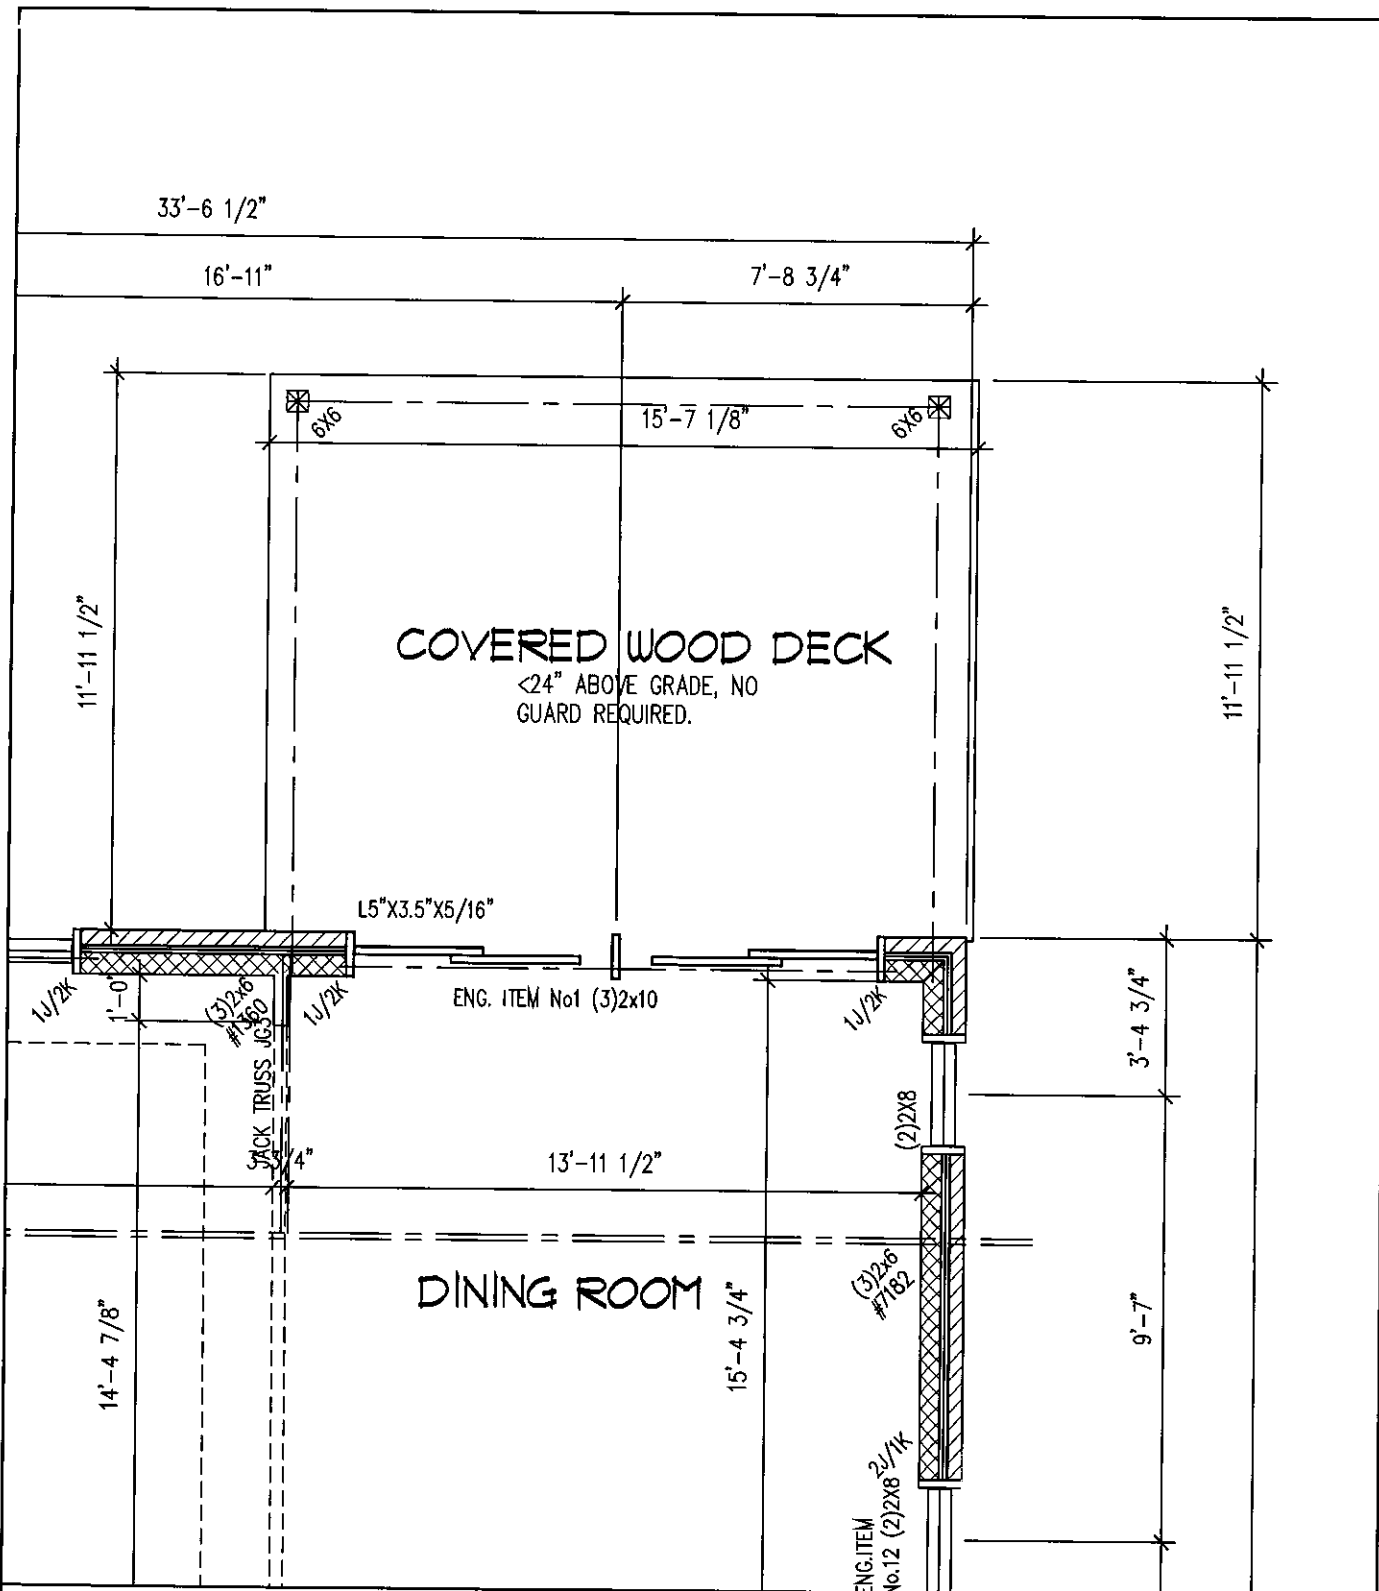 33'-6 1/2"
16'-11"
7'-8 3/4"
6X6
15'-7 1/8"
6X6
11'-11 1/2"
11'-11 1/2"
COVERED WOOD DECK
<24" ABOVE GRADE, NO
GUARD REQUIRED.
L5"X3.5"X5/16"
1J/2K
1'-0"
(3)2x6
#1360
1J/2K
ENG. ITEM No1 (3)2x10
1J/2K
3'-4 3/4"
JACK TRUSS JG3
(2)2X8
3 3/4"
13'-11 1/2"
DINING ROOM
(3)2x6
#7182
14'-4 7/8"
15'-4 3/4"
9'-7"
2J/1K
ENG.ITEM
No.12 (2)2X8